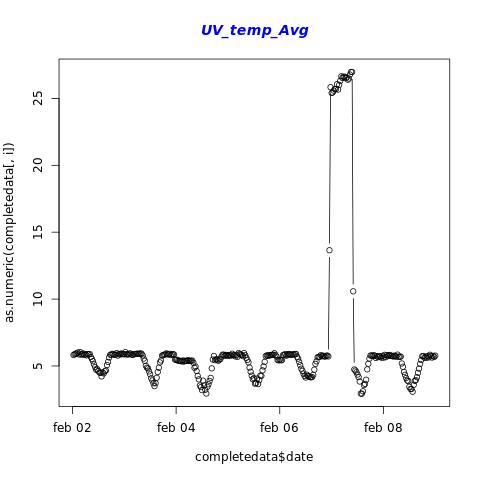 UV_temp_Avg
as.numeric(completedata[, i])
25
20
15
10
5
feb 02
feb 04
feb 06
feb 08
completedata$date